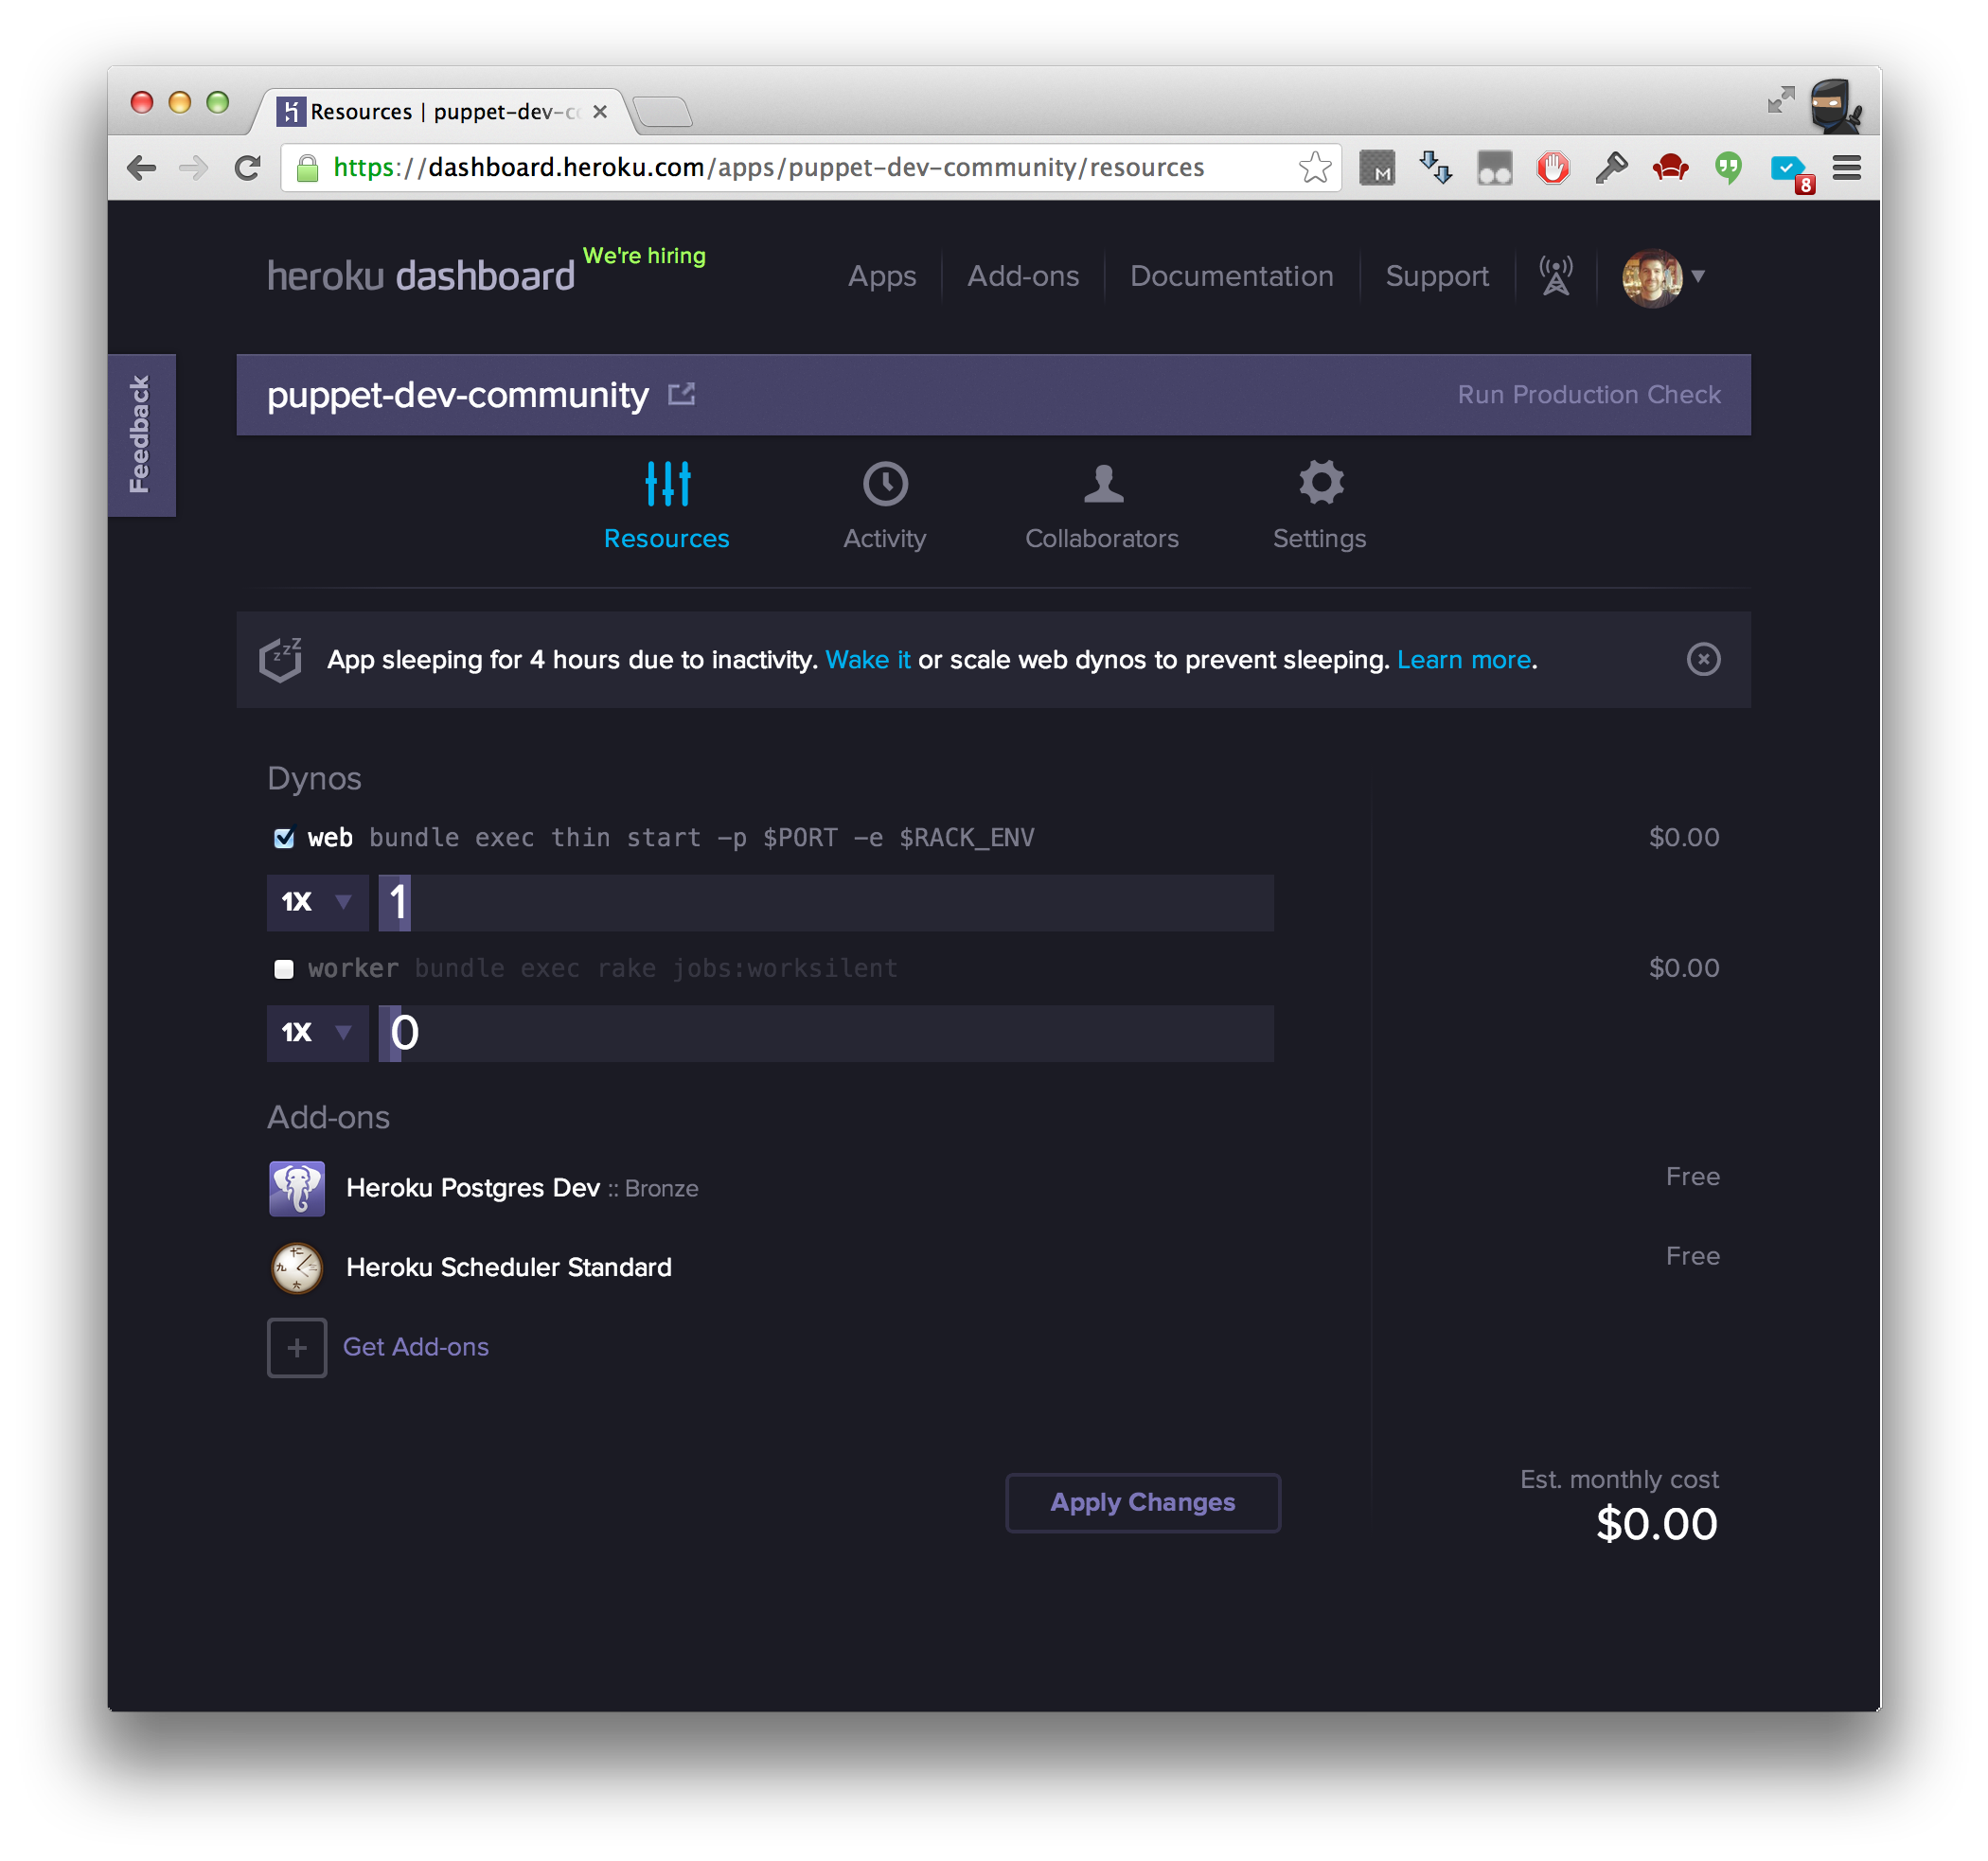 Resources | puppet-dev-co
https://dashboard.heroku.com/apps/puppet-dev-community/resources
M
8
heroku dashboard We're hiring
Apps
Add-ons
Documentation
Support
Feedback
puppet-dev-community
Run Production Check
Resources
Activity
Collaborators
Settings
zzZ
App sleeping for 4 hours due to inactivity. Wake it or scale web dynos to prevent sleeping. Learn more.
Dynos
web bundle exec thin start -p $PORT -e $RACK_ENV $0.00
1X 1
worker bundle exec rake jobs:worksilent $0.00
1X 0
Add-ons
Heroku Postgres Dev :: Bronze Free
Heroku Scheduler Standard Free
Get Add-ons
Apply Changes
Est. monthly cost
$0.00